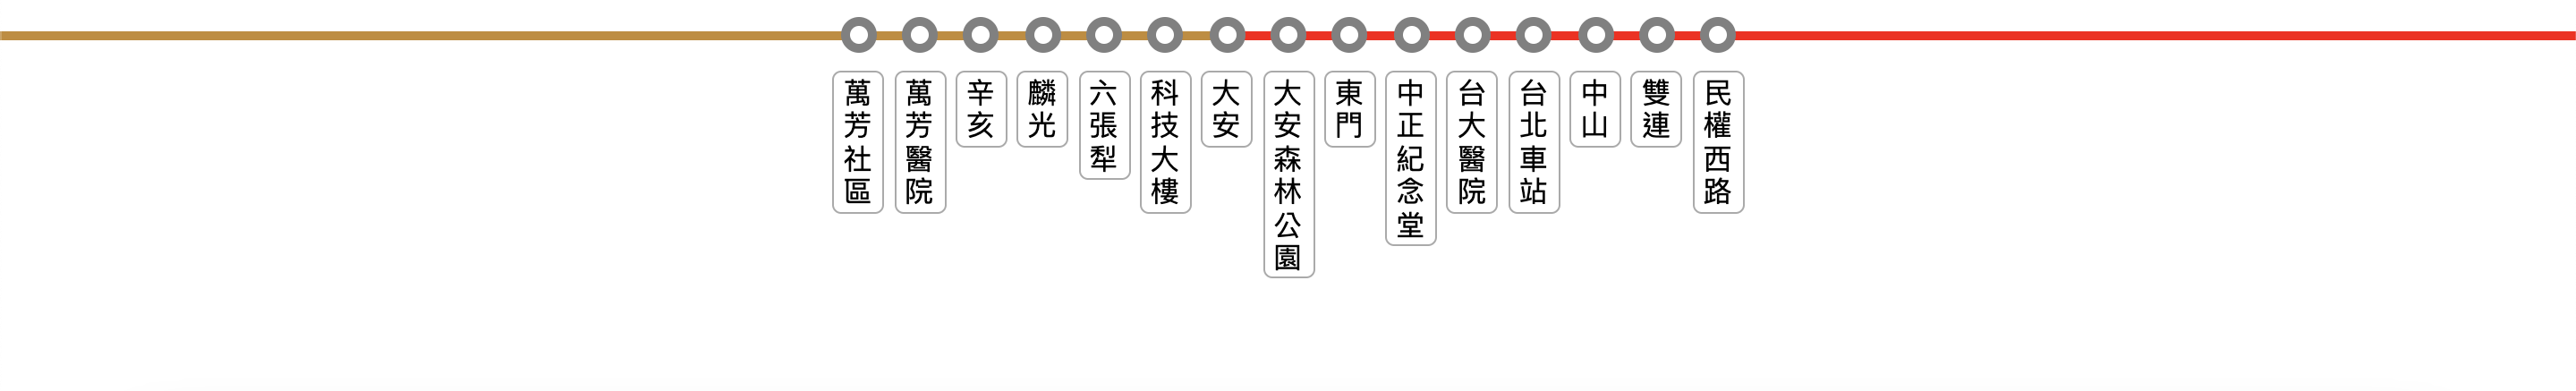 萬芳社區
萬芳醫院
辛亥
麟光
六張犁
科技大樓
大安
大安森林公園
東門
中正紀念堂
台大醫院
台北車站
中山
雙連
民權西路